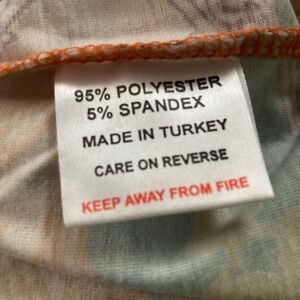 95% POLYESTER
5% SPANDEX
MADE IN TURKEY
CARE ON REVERSE
KEEP AWAY FROM FIRE